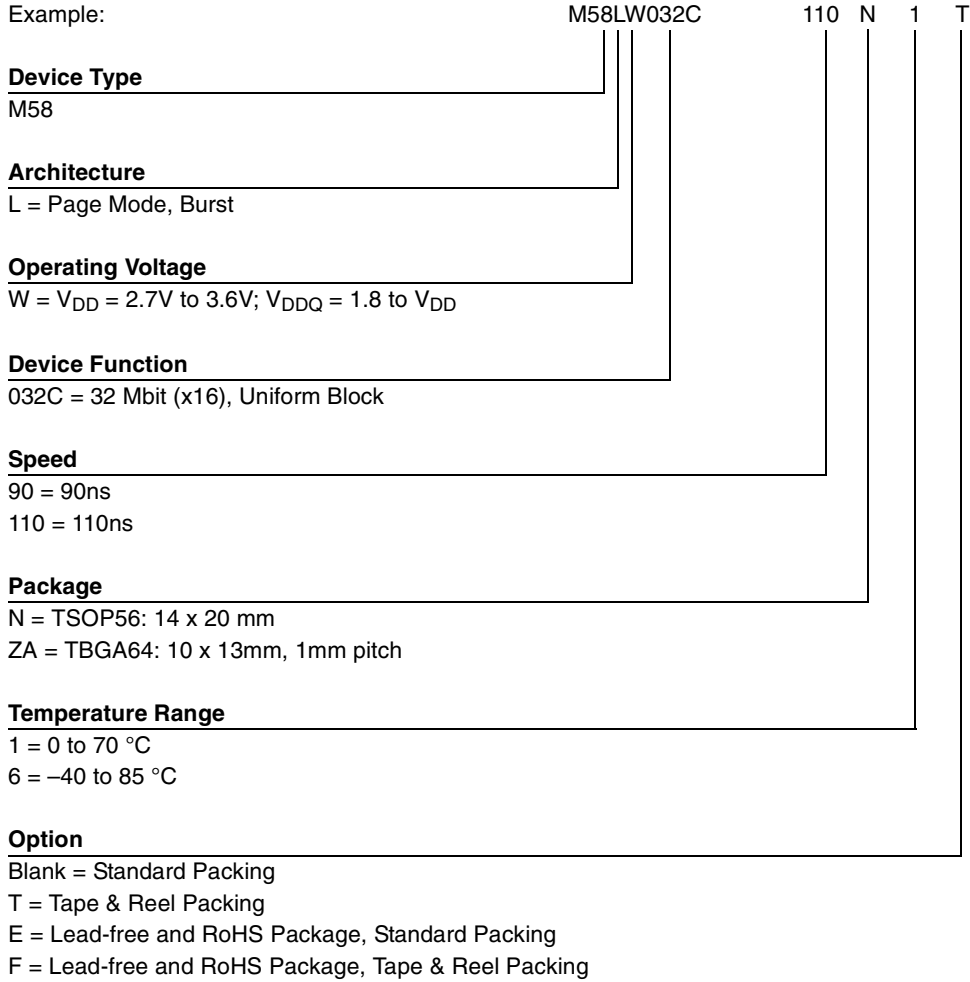 Example: M58LW032C 110 N 1 T
Device Type
M58
Architecture
L = Page Mode, Burst
Operating Voltage
W = VDD = 2.7V to 3.6V; VDDQ = 1.8 to VDD
Device Function
032C = 32 Mbit (x16), Uniform Block
Speed
90 = 90ns
110 = 110ns
Package
N = TSOP56: 14 x 20 mm
ZA = TBGA64: 10 x 13mm, 1mm pitch
Temperature Range
1 = 0 to 70 °C
6 = –40 to 85 °C
Option
Blank = Standard Packing
T = Tape & Reel Packing
E = Lead-free and RoHS Package, Standard Packing
F = Lead-free and RoHS Package, Tape & Reel Packing